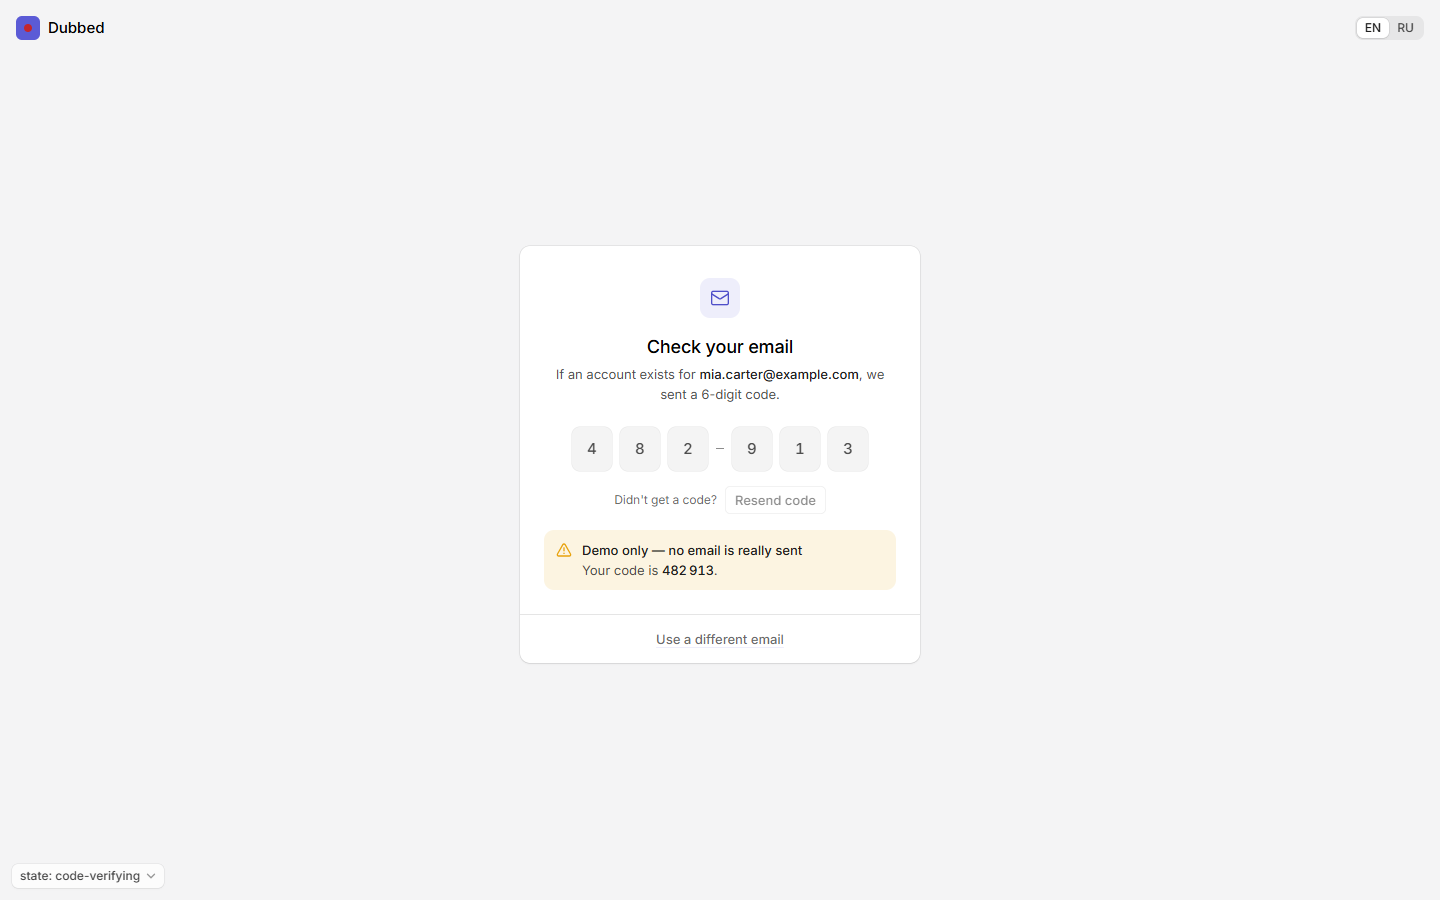 Dubbed
EN RU
Check your email
If an account exists for mia.carter@example.com, we
sent a 6-digit code.
4 8 2 – 9 1 3
Didn't get a code? Resend code
Demo only — no email is really sent
Your code is 482 913.
Use a different email
state: code-verifying